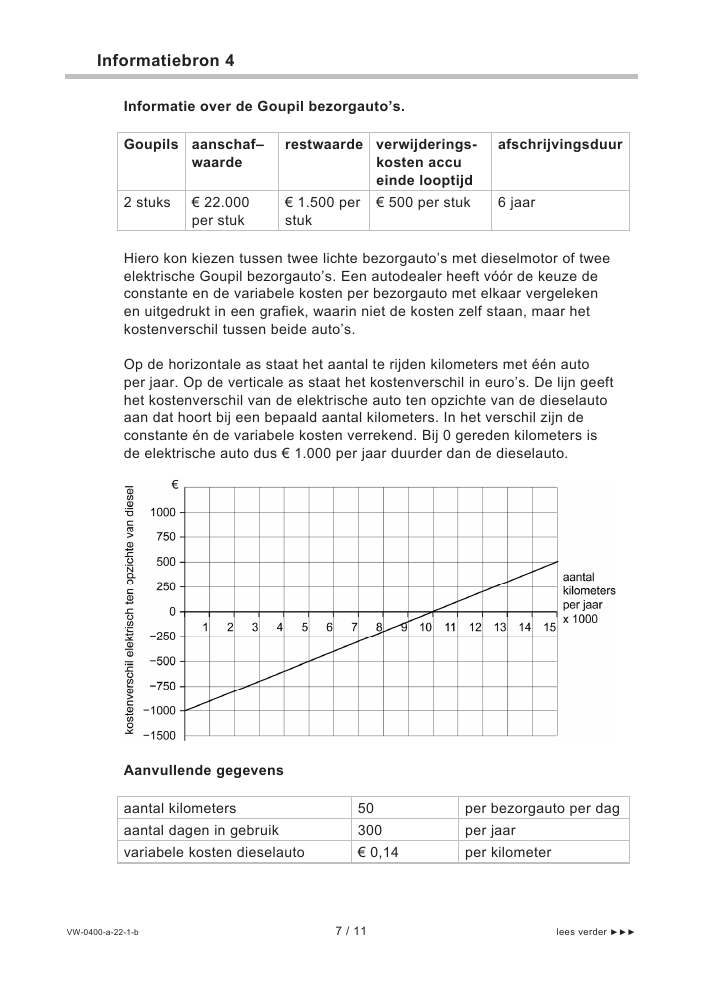 Informatiebron 4
Informatie over de Goupil bezorgauto's.
Goupils aanschaf– restwaarde verwijderings- afschrijvingsduur
waarde kosten accu
einde looptijd
2 stuks € 22.000 € 1.500 per € 500 per stuk 6 jaar
per stuk stuk
Hiero kon kiezen tussen twee lichte bezorgauto's met dieselmotor of twee
elektrische Goupil bezorgauto's. Een autodealer heeft vóór de keuze de
constante en de variabele kosten per bezorgauto met elkaar vergeleken
en uitgedrukt in een grafiek, waarin niet de kosten zelf staan, maar het
kostenverschil tussen beide auto's.
Op de horizontale as staat het aantal te rijden kilometers met één auto
per jaar. Op de verticale as staat het kostenverschil in euro's. De lijn geeft
het kostenverschil van de elektrische auto ten opzichte van de dieselauto
aan dat hoort bij een bepaald aantal kilometers. In het verschil zijn de
constante én de variabele kosten verrekend. Bij 0 gereden kilometers is
de elektrische auto dus € 1.000 per jaar duurder dan de dieselauto.
kostenverschil elektrisch ten opzichte van diesel
€
1000
750
500
250
0
−250
−500
−750
−1000
−1500
1 2 3 4 5 6 7 8 9 10 11 12 13 14 15
aantal
kilometers
per jaar
x 1000
Aanvullende gegevens
aantal kilometers 50 per bezorgauto per dag
aantal dagen in gebruik 300 per jaar
variabele kosten dieselauto € 0,14 per kilometer
VW-0400-a-22-1-b 7 / 11 lees verder ►►►